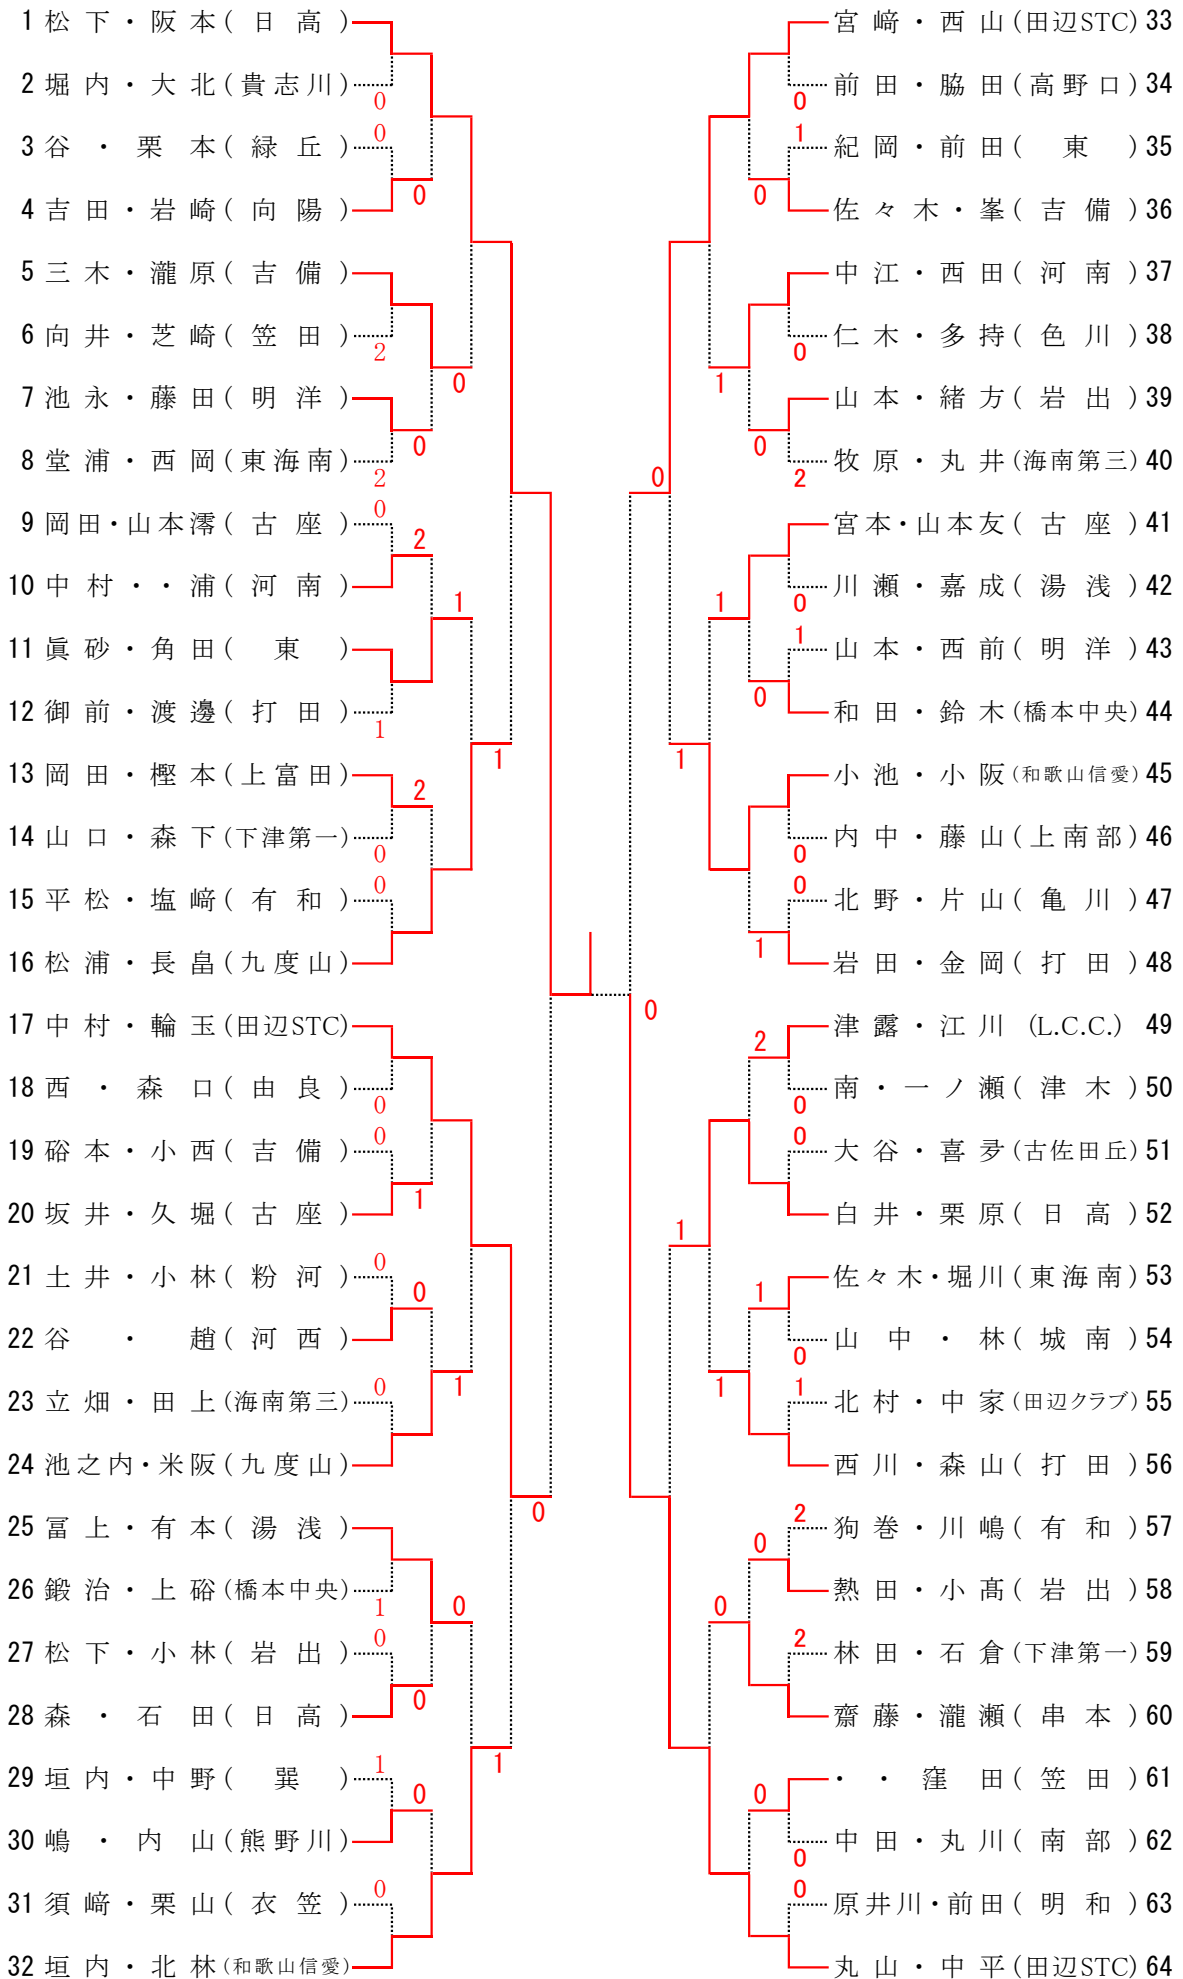 1 松下・阪本(日高)
2 堀内・大北(貴志川)
0
0
3 谷・栗本(緑丘)
0
4 吉田・岩崎(向陽)
5 三木・瀧原(吉備)
6 向井・芝崎(笠田)
2
0
7 池永・藤田(明洋)
0
8 堂浦・西岡(東海南)
2
0
9 岡田・山本澪(古座)
2
10 中村・・浦(河南)
1
11 眞砂・角田(東)
12 御前・渡邊(打田)
1
1
13 岡田・樫本(上富田)
2
14 山口・森下(下津第一)
0
0
15 平松・塩﨑(有和)
16 松浦・長畠(九度山)
17 中村・輪玉(田辺STC)
18 西・森口(由良)
0
0
19 硲本・小西(吉備)
1
20 坂井・久堀(古座)
0
21 土井・小林(粉河)
0
22 谷・趙(河西)
1
0
23 立畑・田上(海南第三)
24 池之内・米阪(九度山)
0
25 冨上・有本(湯浅)
26 鍛治・上硲(橋本中央)
1
0
0
27 松下・小林(岩出)
0
28 森・石田(日高)
1
1
29 垣内・中野(巽)
0
30 嶋・内山(熊野川)
0
31 須﨑・栗山(衣笠)
32 垣内・北林(和歌山信愛)
宮﨑・西山(田辺STC) 33
前田・脇田(高野口) 34
0
1
紀岡・前田(東) 35
0
佐々木・峯(吉備) 36
中江・西田(河南) 37
仁木・多持(色川) 38
0
1
山本・緒方(岩出) 39
0
牧原・丸井(海南第三) 40
2
0
宮本・山本友(古座) 41
川瀬・嘉成(湯浅) 42
0
1
1
山本・西前(明洋) 43
0
和田・鈴木(橋本中央) 44
1
小池・小阪(和歌山信愛) 45
内中・藤山(上南部) 46
0
0
北野・片山(亀川) 47
1
岩田・金岡(打田) 48
0
津露・江川(L.C.C.) 49
2
南・一ノ瀬(津木) 50
0
0
大谷・喜夛(古佐田丘) 51
白井・栗原(日高) 52
1
佐々木・堀川(東海南) 53
1
山中・林(城南) 54
0
1
1
北村・中家(田辺クラブ) 55
西川・森山(打田) 56
2
狗巻・川嶋(有和) 57
0
熱田・小髙(岩出) 58
0
2
林田・石倉(下津第一) 59
齋藤・瀧瀬(串本) 60
・・窪田(笠田) 61
0
中田・丸川(南部) 62
0
0
原井川・前田(明和) 63
丸山・中平(田辺STC) 64